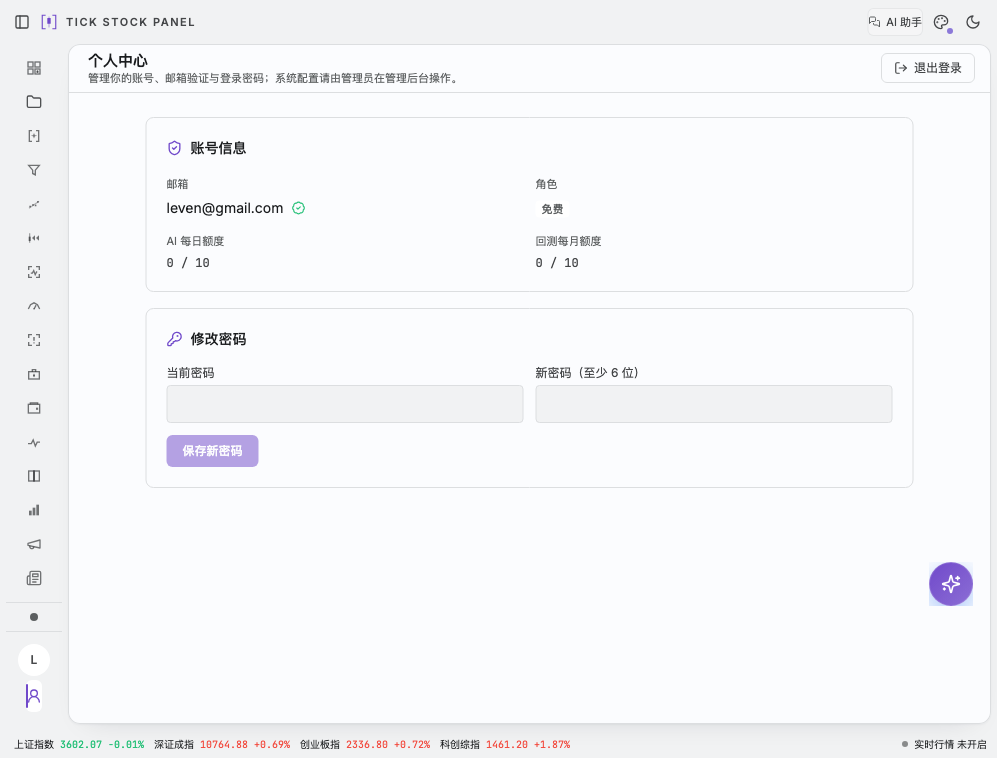 TICK STOCK PANEL
AI 助手
个人中心
管理你的账号、邮箱验证与登录密码；系统配置请由管理员在管理后台操作。
退出登录
账号信息
邮箱
角色
leven@gmail.com
免费
AI 每日额度
回测每月额度
0 / 10
0 / 10
修改密码
当前密码
新密码（至少 6 位）
保存新密码
L
上证指数 3602.07 -0.01% 深证成指 10764.88 +0.69% 创业板指 2336.80 +0.72% 科创综指 1461.20 +1.87%
实时行情 未开启